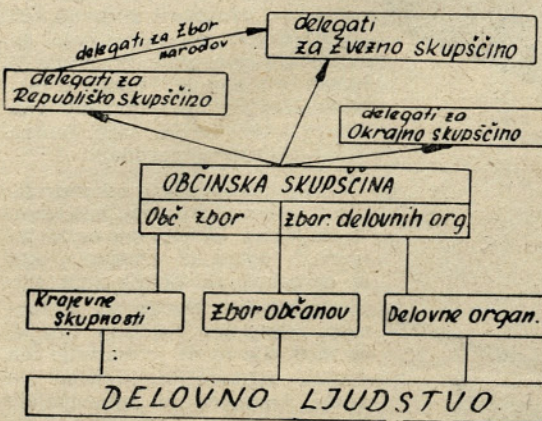 delegati za Zbor
narodov
delegati
za Zvezno skupščino
delegati za
Republiško skupščino
delegati za
Okrajno skupščino
OBČINSKA SKUPŠČINA
Obč zbor
zbor. delovnih org.
Krajevne
skupnosti
Zbor občanov
Delovne organ.
DELOVNO LJUDSTVO